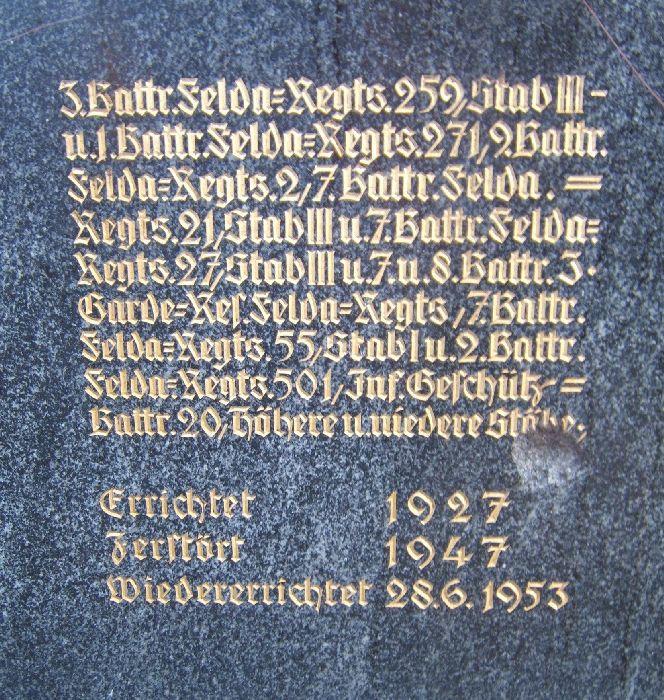 3. Battr. Felda=Regts. 259, Stab III –
u. 1. Battr. Felda=Regts. 271, 9. Battr.
Felda=Regts. 2, 7. Battr. Felda. =
Regts. 21, Stab III u. 7. Battr. Felda=
Regts. 27, Stab III u. 7 u. 8. Battr. 3.
Garde=Reſ Felda=Regts, 7. Battr.
Felda=Regts. 55, Stab I u. 2. Battr.
Felda=Regts. 501, Inf. Geſchütz=
Battr. 20, Höhere u. niedere Stäbe.
Errichtet 1927
Zerſtört 1947
Wiedererrichtet 28.6.1953